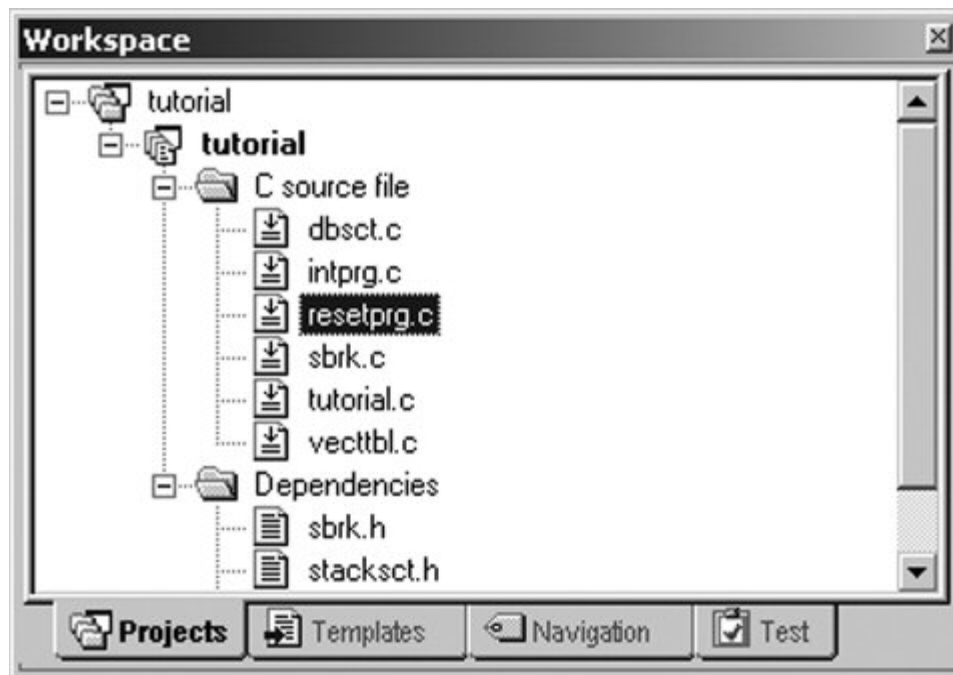 Workspace
tutorial
tutorial
C source file
dbsct.c
intprg.c
resetprg.c
sbrk.c
tutorial.c
vecttbl.c
Dependencies
sbrk.h
stacksct.h
Projects Templates Navigation Test